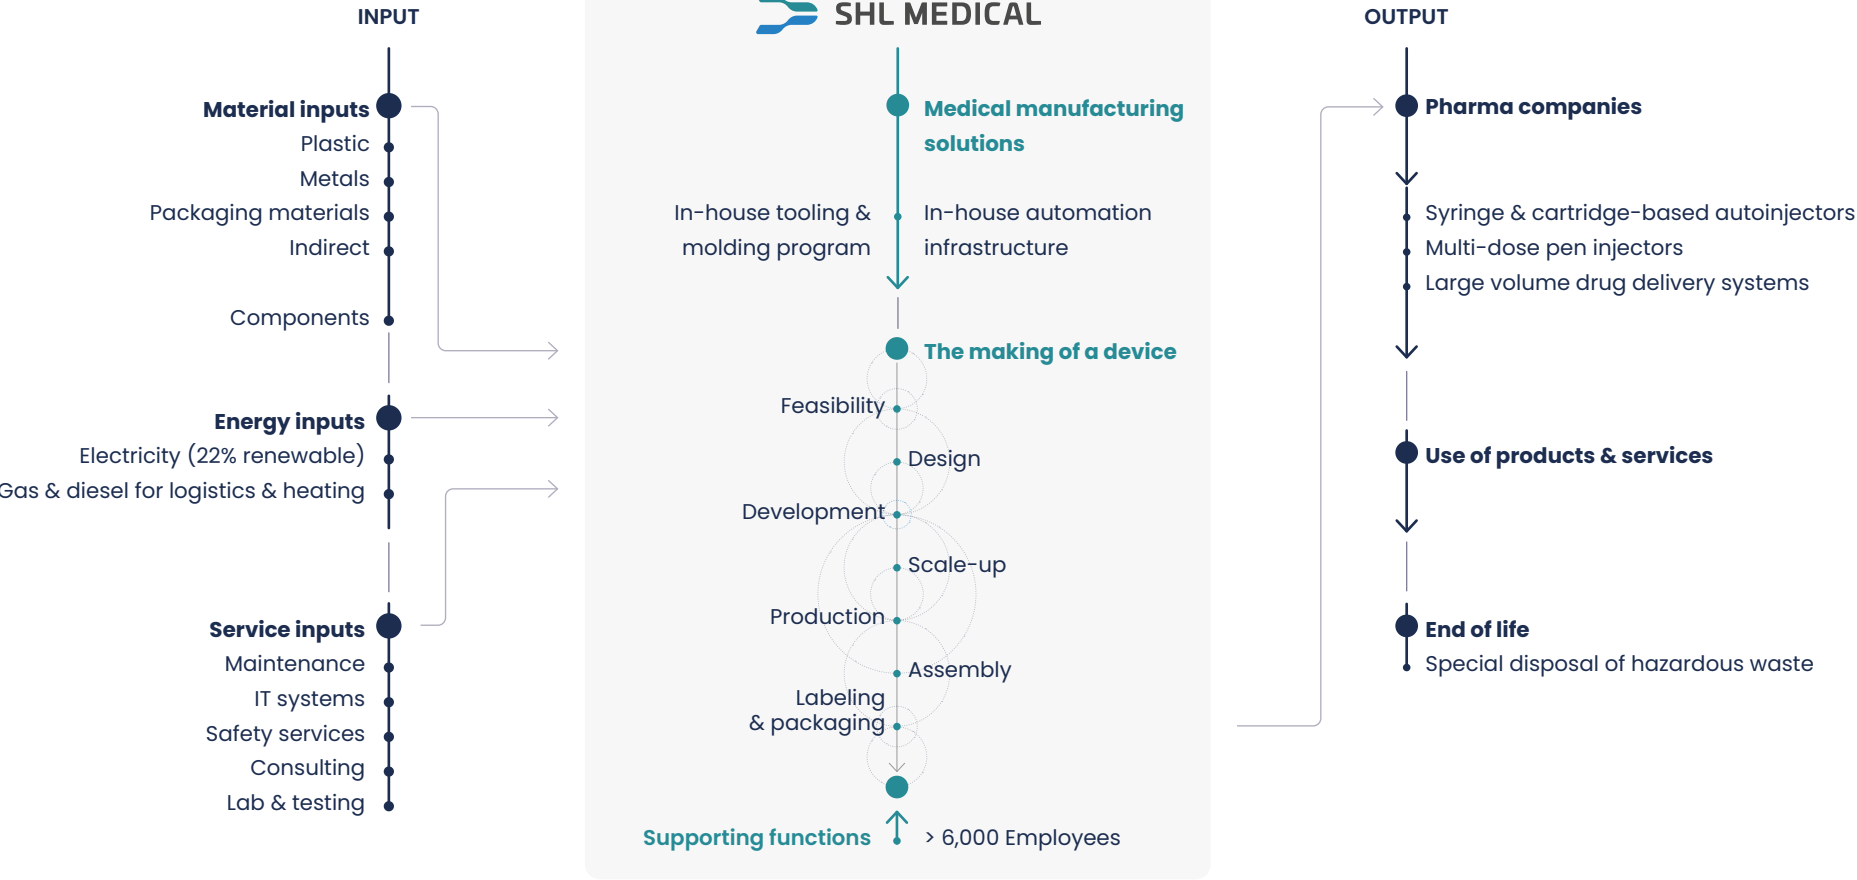 INPUT
Material inputs
Plastic
Metals
Packaging materials
Indirect
Components
Energy inputs
Electricity (22% renewable)
Gas & diesel for logistics & heating
Service inputs
Maintenance
IT systems
Safety services
Consulting
Lab & testing
SHL MEDICAL
Medical manufacturing
solutions
In-house tooling &
molding program
In-house automation
infrastructure
The making of a device
Feasibility
Design
Development
Scale-up
Production
Assembly
Labeling
& packaging
Supporting functions
> 6,000 Employees
OUTPUT
Pharma companies
Syringe & cartridge-based autoinjectors
Multi-dose pen injectors
Large volume drug delivery systems
Use of products & services
End of life
Special disposal of hazardous waste